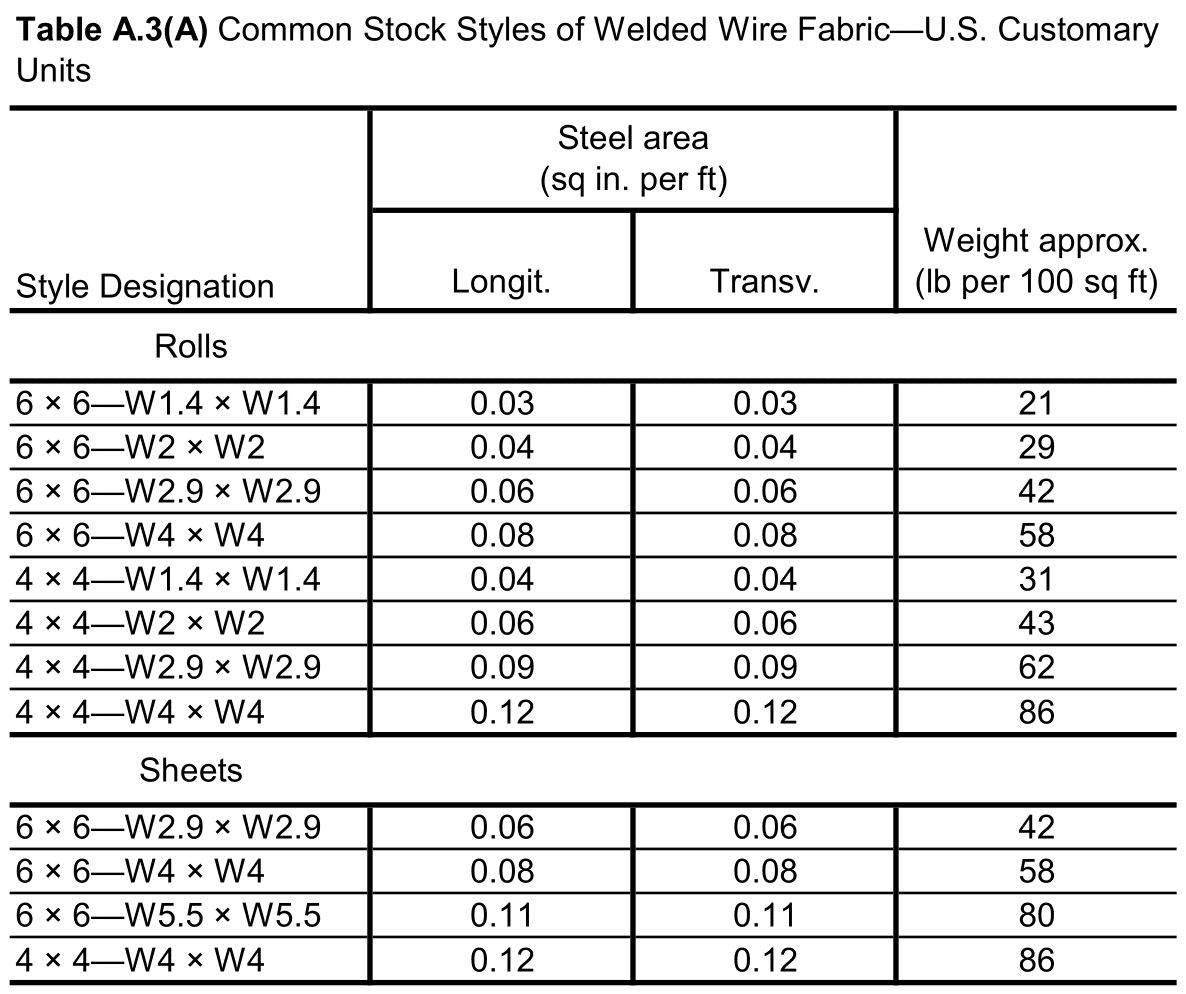 Table A.3(A) Common Stock Styles of Welded Wire Fabric—U.S. Customary
Units
Steel area
(sq in. per ft)
Style Designation
Longit.
Transv.
Weight approx.
(lb per 100 sq ft)
Rolls
6 × 6—W1.4 × W1.4 0.03 0.03 21
6 × 6—W2 × W2 0.04 0.04 29
6 × 6—W2.9 × W2.9 0.06 0.06 42
6 × 6—W4 × W4 0.08 0.08 58
4 × 4—W1.4 × W1.4 0.04 0.04 31
4 × 4—W2 × W2 0.06 0.06 43
4 × 4—W2.9 × W2.9 0.09 0.09 62
4 × 4—W4 × W4 0.12 0.12 86
Sheets
6 × 6—W2.9 × W2.9 0.06 0.06 42
6 × 6—W4 × W4 0.08 0.08 58
6 × 6—W5.5 × W5.5 0.11 0.11 80
4 × 4—W4 × W4 0.12 0.12 86